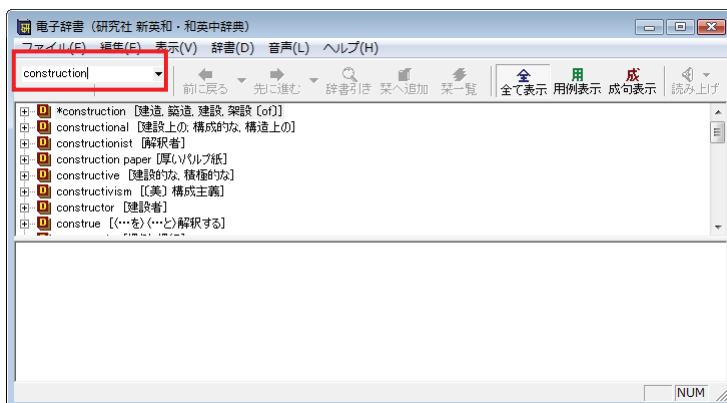 電子辞書（研究社 新英和・和英中辞典）
ファイル(F) 編集(E) 表示(V) 辞書(D) 音声(L) ヘルプ(H)
construction
前に戻る 先に進む 辞書引き 栞へ追加 栞一覧 全 全て表示 用 用例表示 成 成句表示 読み上げ
*construction [建造, 築造, 建設, 架設〔of〕]
constructional [建設上の; 構成的な, 構造上の]
constructionist [解釈者]
construction paper [厚いパルプ紙]
constructive [建設的な, 積極的な]
constructivism [〔美〕構成主義]
constructor [建設者]
construe [〈…を〉〈…と〉解釈する]
NUM